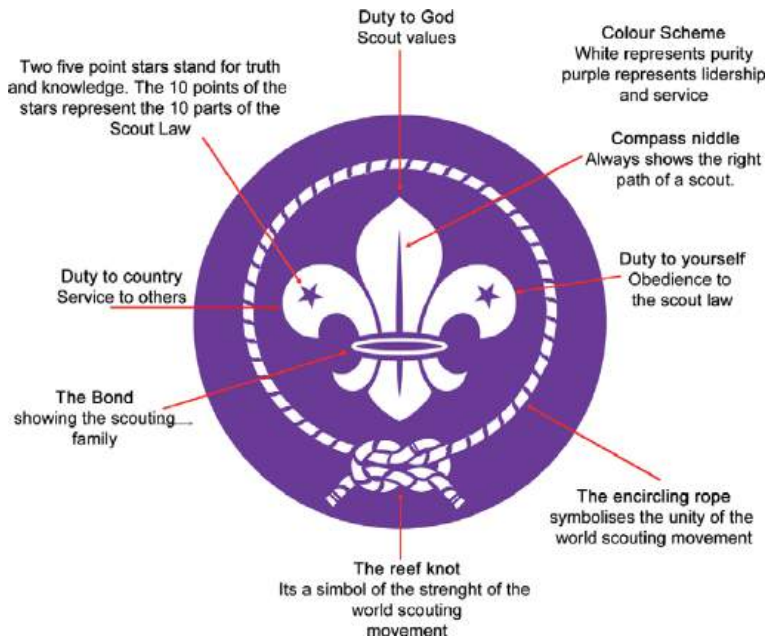 Duty to God
Scout values
Colour Scheme
White represents purity
purple represents lidership
and service
Two five point stars stand for truth
and knowledge. The 10 points of the
stars represent the 10 parts of the
Scout Law
Compass niddle
Always shows the right
path of a scout.
Duty to country
Service to others
Duty to yourself
Obedience to
the scout law
The Bond
showing the scouting
family
The encircling rope
symbolises the unity of the
world scouting movement
The reef knot
Its a simbol of the strenght of the
world scouting
movement